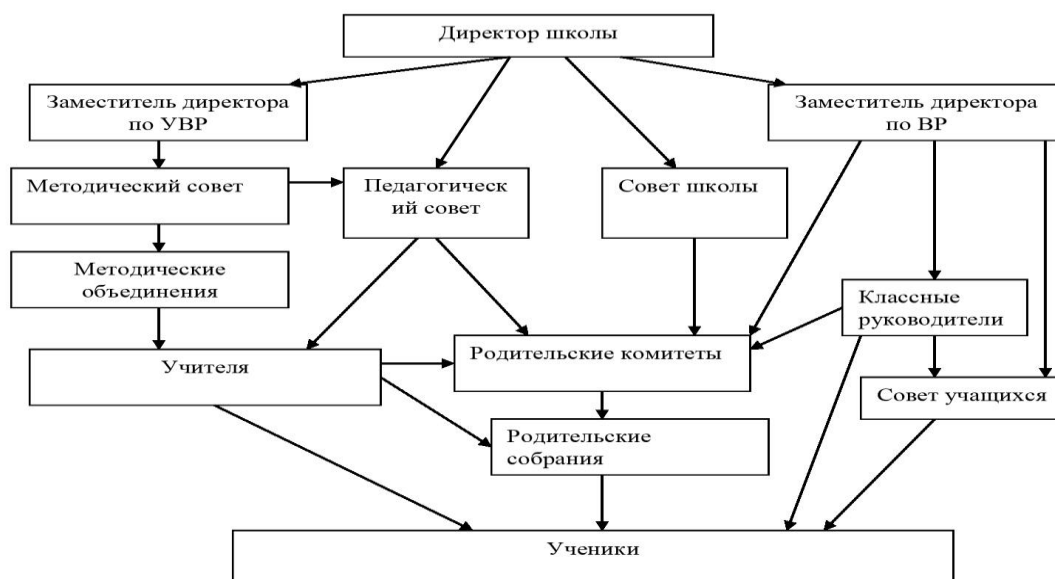 Директор школы
Заместитель директора
по УВР
Заместитель директора
по ВР
Методический совет
Педагогическ
ий совет
Совет школы
Методические
объединения
Классные
руководители
Учителя
Родительские комитеты
Совет учащихся
Родительские
собрания
Ученики